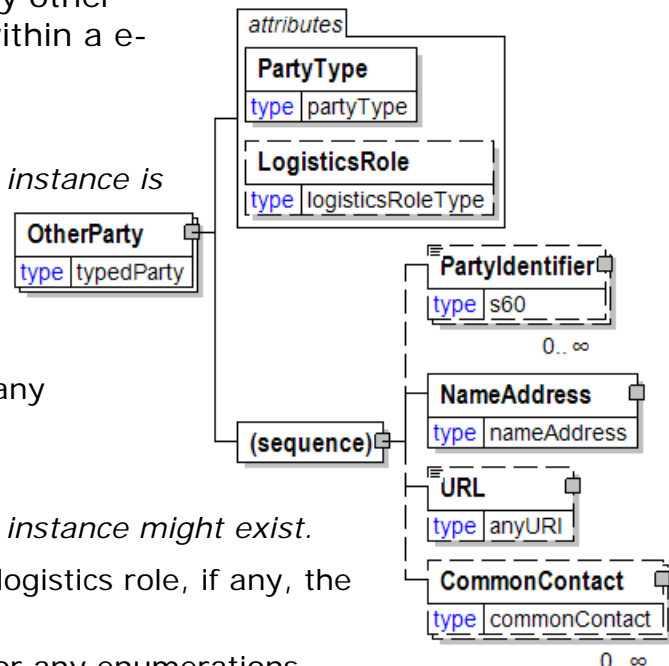 y other
within a e-
attributes
PartyType
type partyType
LogisticsRole
type logisticsRoleType
instance is
OtherParty
type typedParty
PartyIdentifier
type s60
0.. ∞
any
NameAddress
type nameAddress
(sequence)
URL
type anyURI
instance might exist.
logistics role, if any, the
CommonContact
type commonContact
0.. ∞
or any enumerations